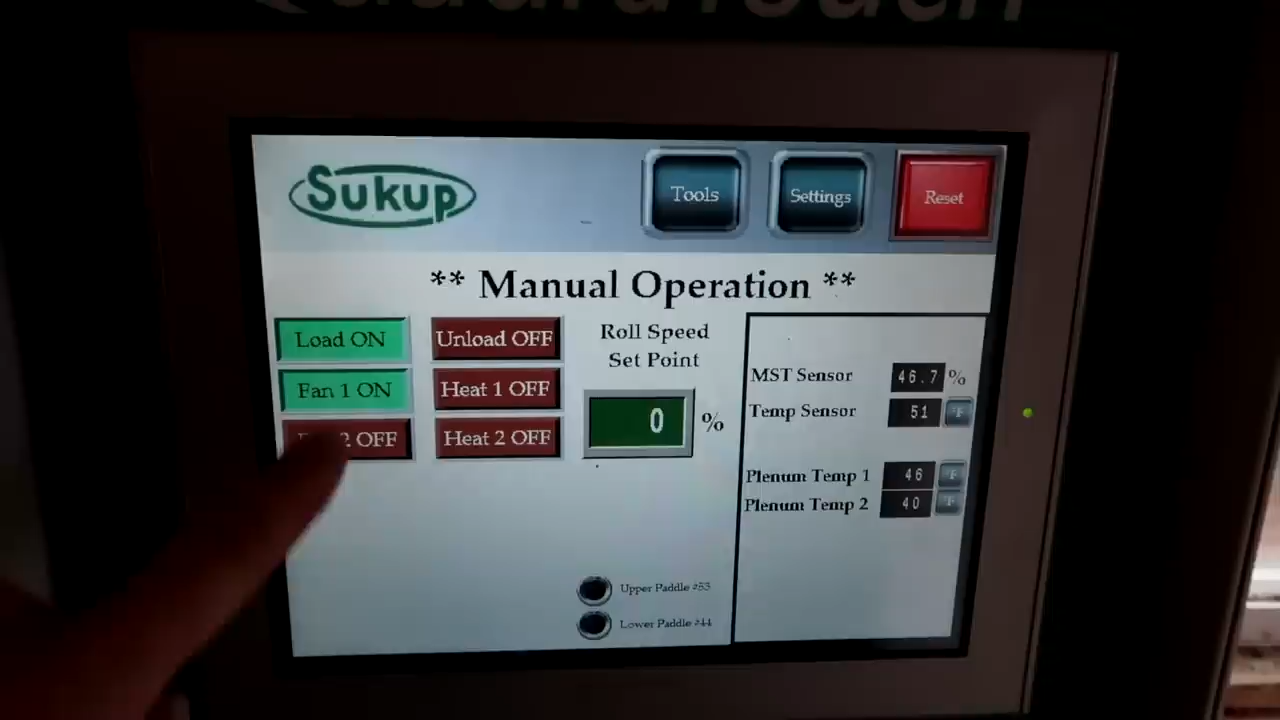 Sukup
Tools
Settings
Reset
** Manual Operation **
Load ON
Unload OFF
Fan 1 ON
Heat 1 OFF
2 OFF
Heat 2 OFF
Roll Speed
Set Point
0 %
MST Sensor 46.7 %
Temp Sensor 51 °F
Plenum Temp 1 46 °F
Plenum Temp 2 40 °F
Upper Paddle #53
Lower Paddle #44